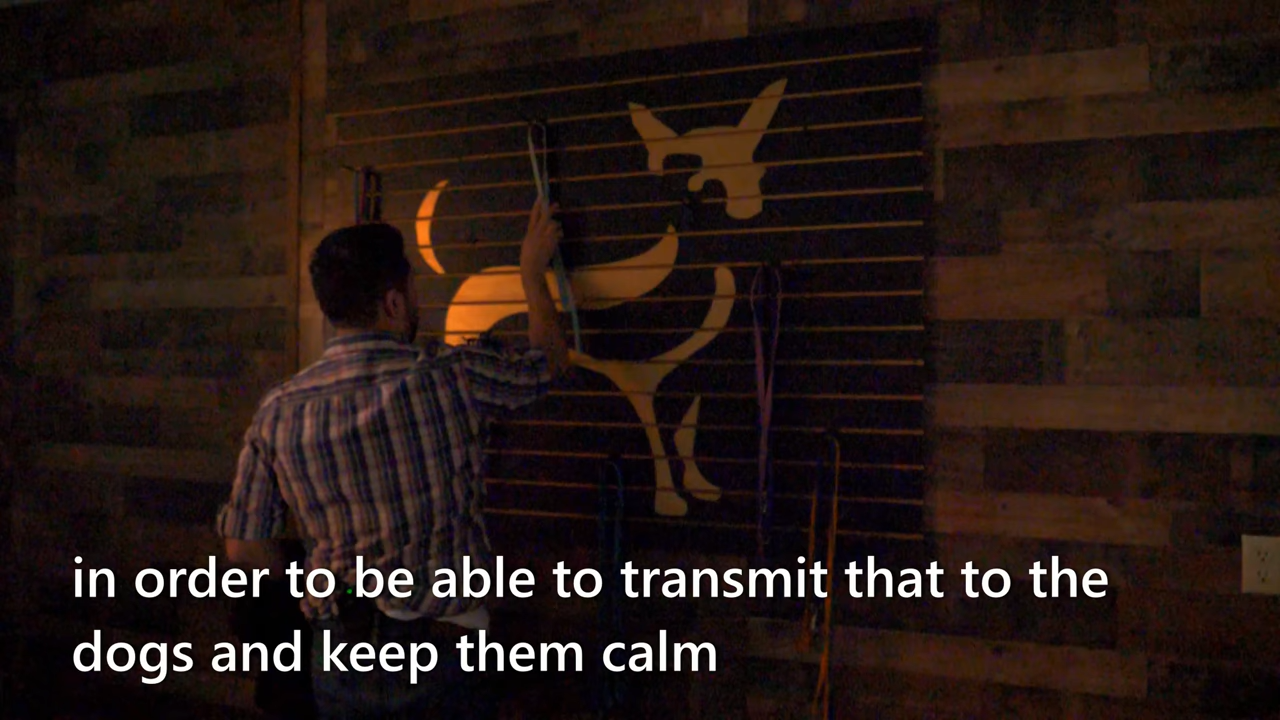 in order to be able to transmit that to the
dogs and keep them calm